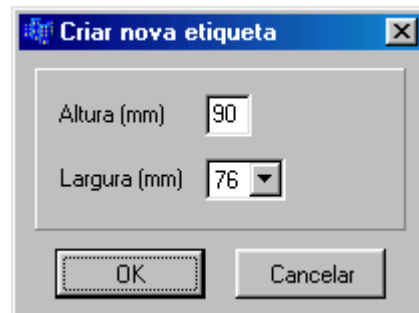 Criar nova etiqueta
Altura (mm) 90
Largura (mm) 76
OK Cancelar